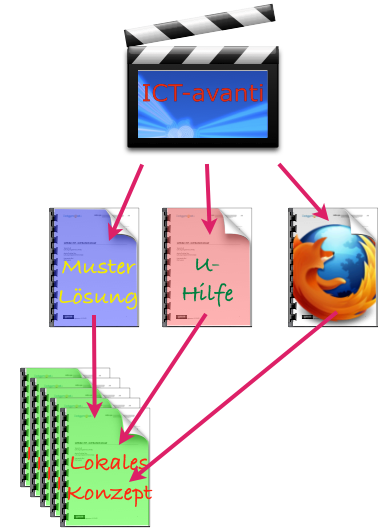 ICT-avanti
Muster
Lösung
U-
Hilfe
Lokales
Konzept